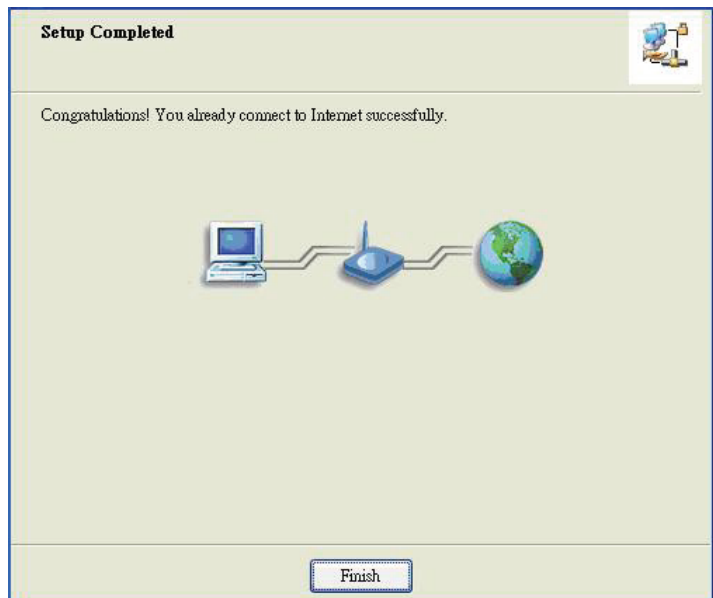 Setup Completed
Congratulations! You already connect to Internet successfully.
Finish